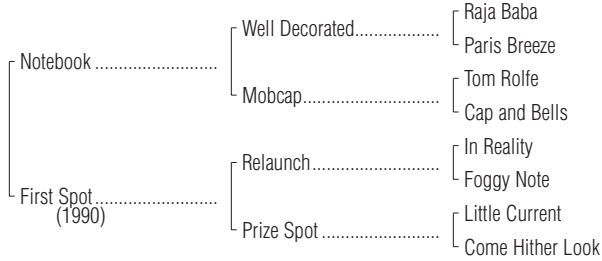 Raja Baba
Well Decorated...................
Paris Breeze
Notebook ...........................
Tom Rolfe
Mobcap..............................
Cap and Bells
In Reality
Relaunch............................
Foggy Note
First Spot...........................
(1990)
Little Current
Prize Spot ..........................
Come Hither Look